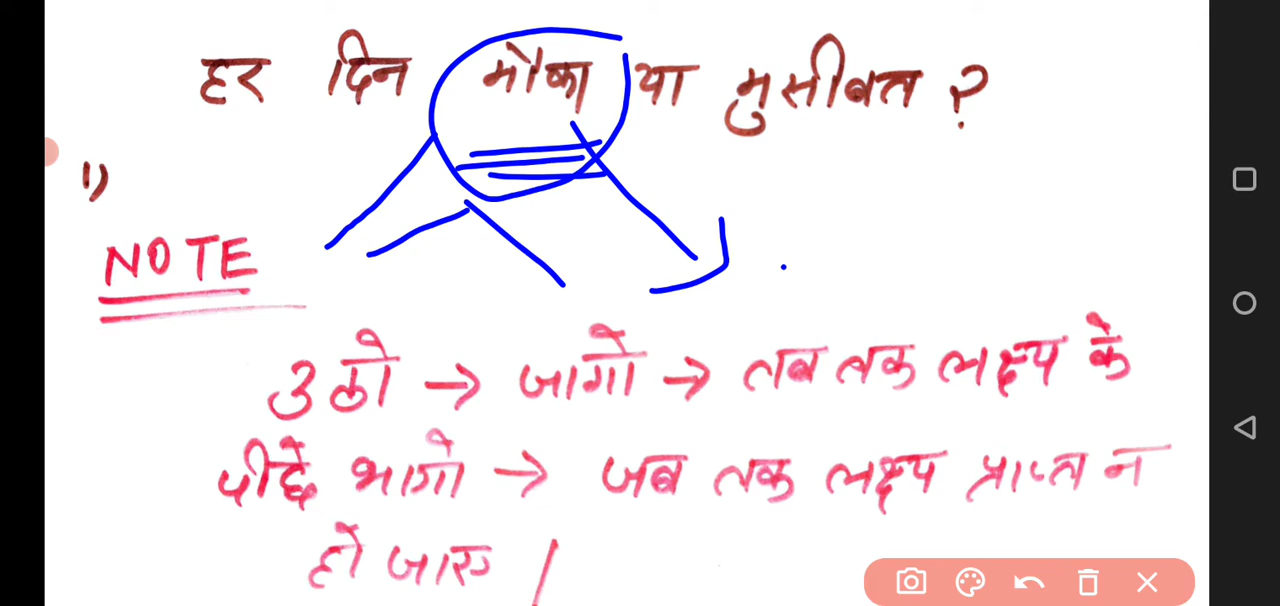 हर दिन मौका या मुसीबत ?
1)
NOTE
उठो → जागो → तब तक लक्ष्य के
पीछे भागो → जब तक लक्ष्य प्राप्त न
हो जाए |